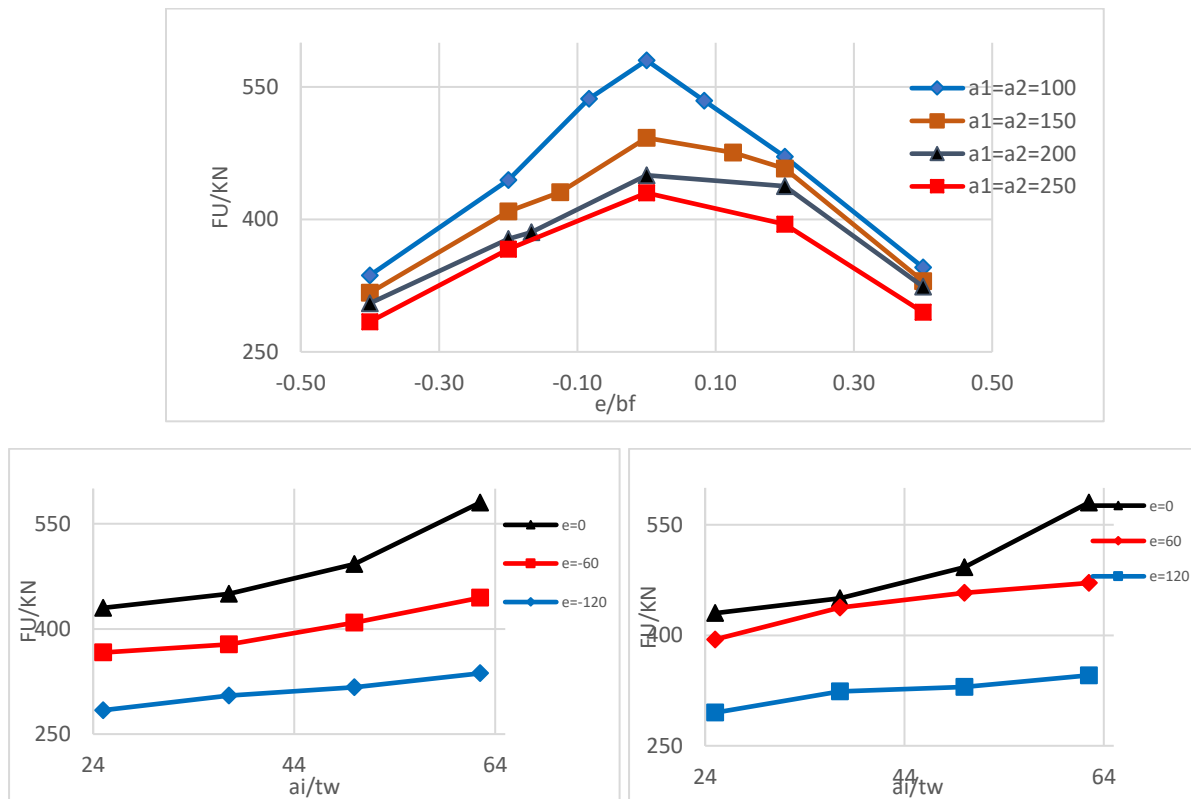 550
400
250
FU/KN
-0.50
-0.30
-0.10
0.10
0.30
0.50
e/bf
a1=a2=100
a1=a2=150
a1=a2=200
a1=a2=250
550
400
250
FU/KN
24
44
64
ai/tw
e=0
e=-60
e=-120
550
400
250
FU/KN
24
44
64
ai/tw
e=0
e=60
e=120